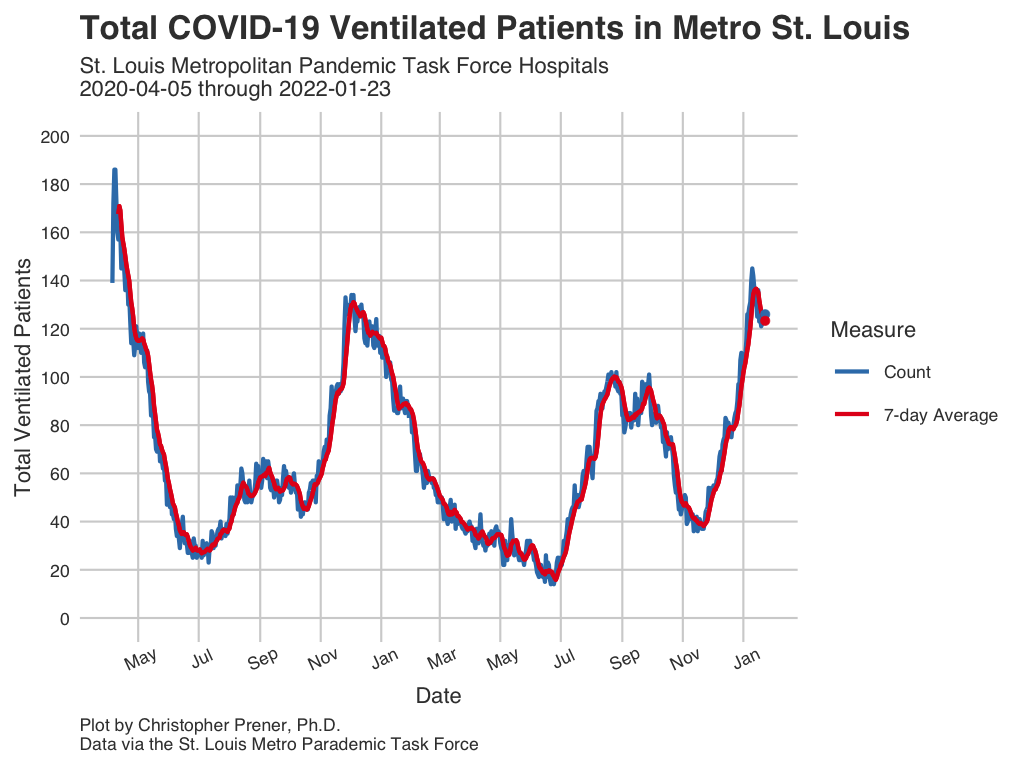 Total COVID-19 Ventilated Patients in Metro St. Louis
St. Louis Metropolitan Pandemic Task Force Hospitals
2020-04-05 through 2022-01-23
200
180
160
140
120
100
80
60
40
20
0
Total Ventilated Patients
May Jul Sep Nov Jan Mar May Jul Sep Nov Jan
Date
Measure
Count
7-day Average
Plot by Christopher Prener, Ph.D.
Data via the St. Louis Metro Parademic Task Force